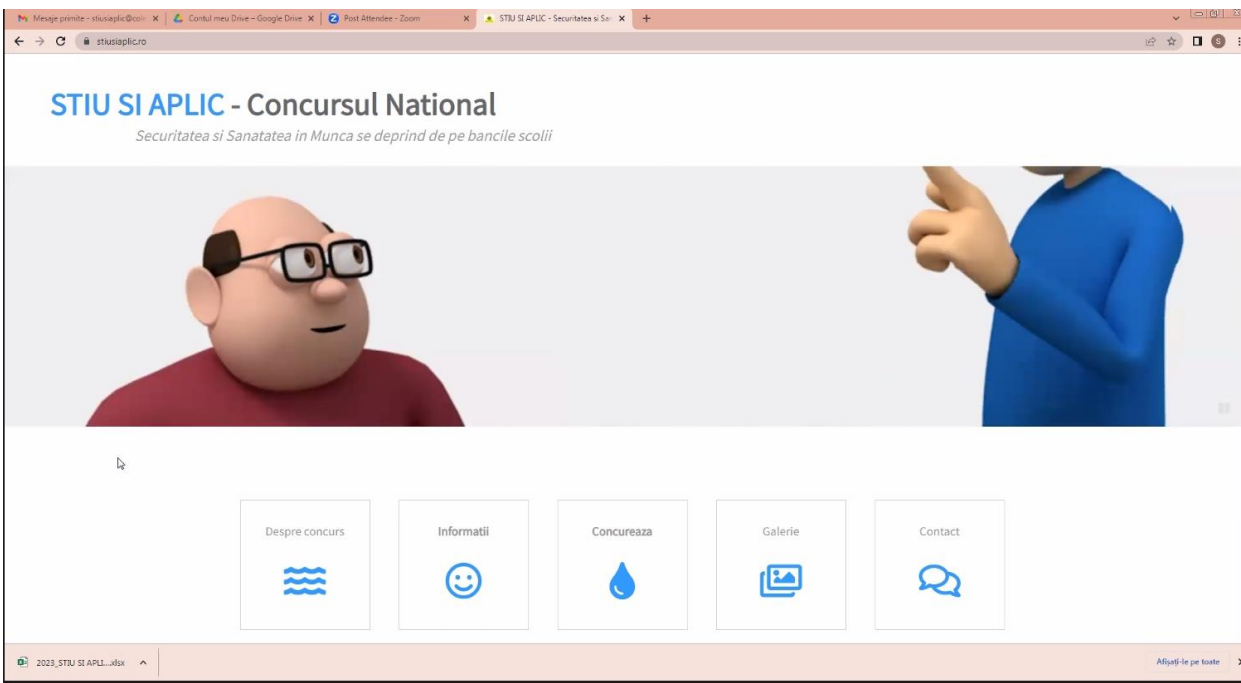 Mesaje primite - stiusiaplic@cole
Contul meu Drive – Google Drive
Post Attendee - Zoom
STIU SI APLIC - Securitatea si San
stiusiaplic.ro
S
STIU SI APLIC - Concursul National
Securitatea si Sanatatea in Munca se deprind de pe bancile scolii
Despre concurs
Informatii
Concureaza
Galerie
Contact
2023_STIU SI APLI....xlsx
Afișați-le pe toate